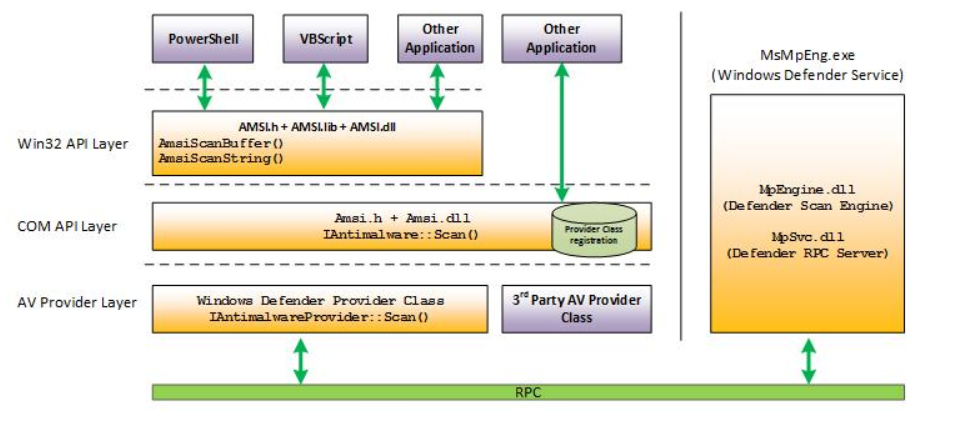 PowerShell
VBScript
Other
Application
Other
Application
MsMpEng.exe
(Windows Defender Service)
Win32 API Layer
AMSI.h + AMSI.lib + AMSI.dll
AmsiScanBuffer()
AmsiScanString()
COM API Layer
Amsi.h + Amsi.dll
IAntimalware::Scan()
Provider Class
registration
MpEngine.dll
(Defender Scan Engine)
MpSvc.dll
(Defender RPC Server)
AV Provider Layer
Windows Defender Provider Class
IAntimalwareProvider::Scan()
3rd Party AV Provider
Class
RPC